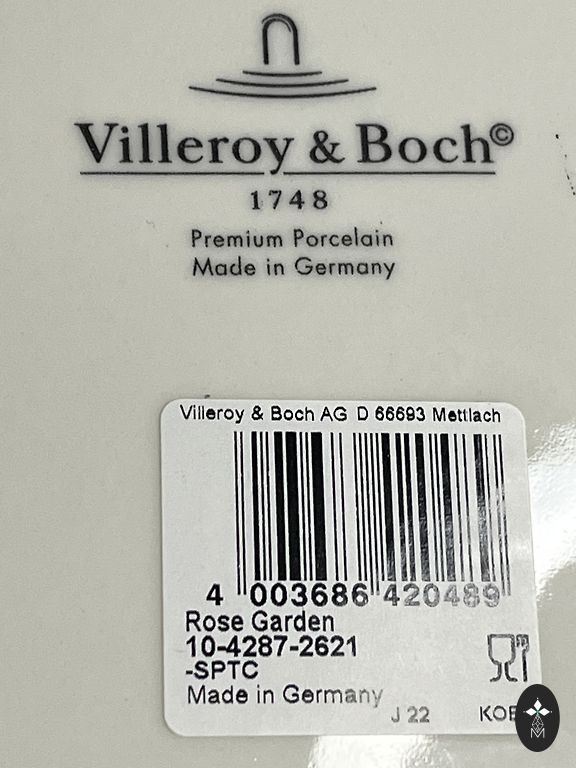 Villeroy & Boch©
1748
Premium Porcelain
Made in Germany
Villeroy & Boch AG D 66693 Mettlach
4 003686 420489
Rose Garden
10-4287-2621
-SPTC
Made in Germany
J 22
M